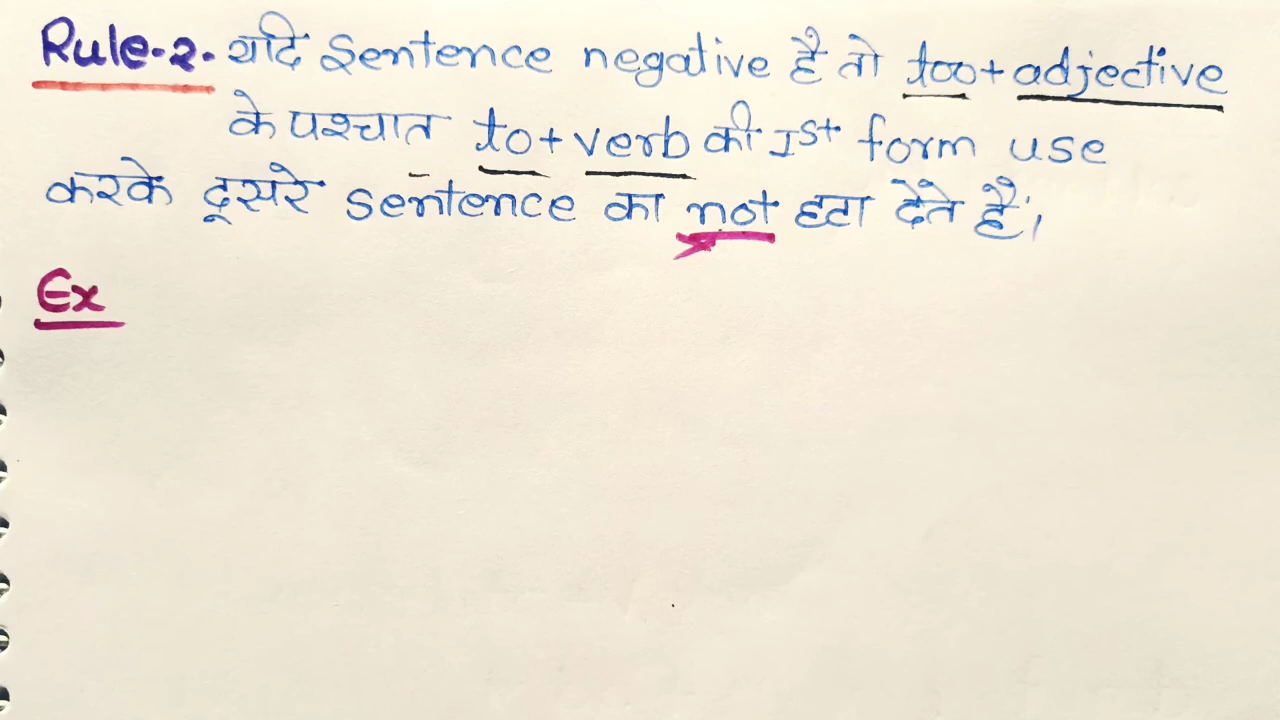 Rule-2. यदि Sentence negative है तो too+ adjective
के पश्चात to+ verb की Ist form use
करके दूसरे sentence का not हटा देते हैं।
Ex